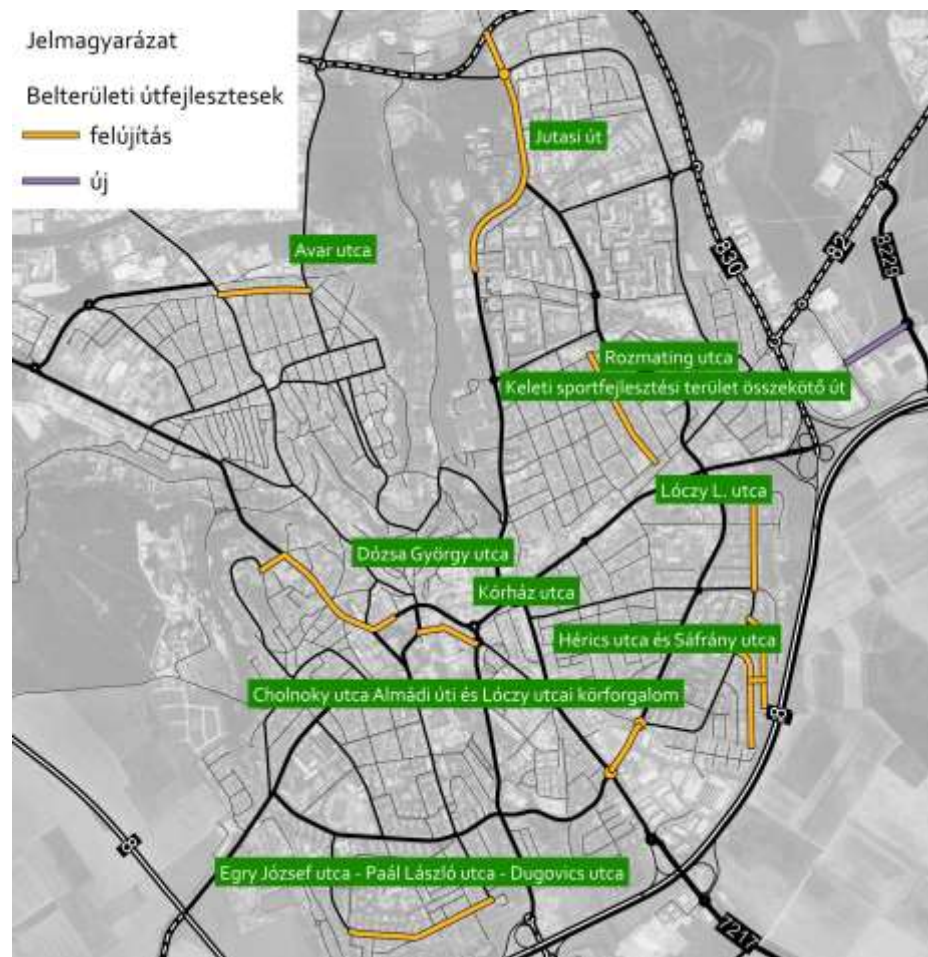 Jelmagyarázat
Belterületi útfejlesztesek
felújítás
új
Jutasi út
Avar utca
830
82
8229
Rozmating utca
Keleti sportfejlesztési terület összekötő út
Lóczy L. utca
Dózsa György utca
Kórház utca
Hérics utca és Sáfrány utca
Cholnoky utca Almádi úti és Lóczy utcai körforgalom
8
8
Egry József utca - Paál László utca - Dugovics utca
7217